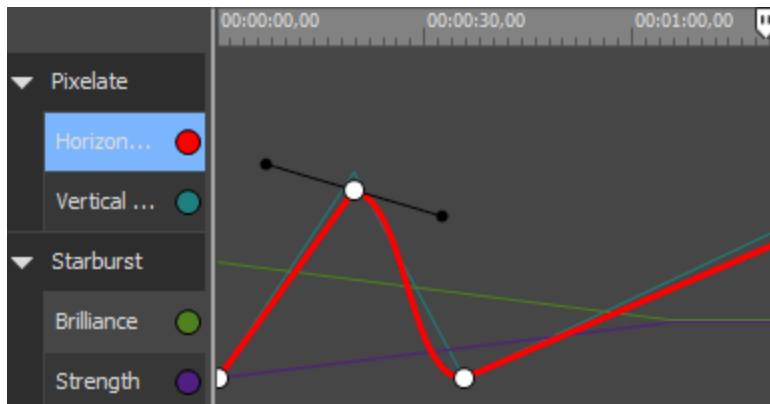 00:00:00,00 00:00:30,00 00:01:00,00
Pixelate
Horizon...
Vertical ...
Starburst
Brilliance
Strength